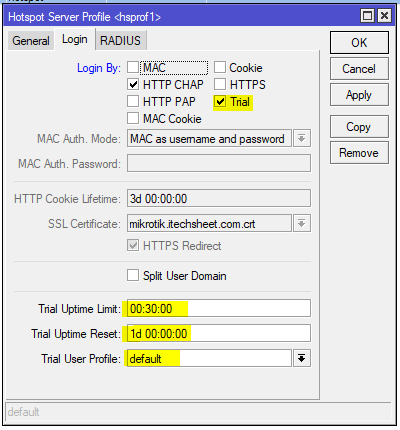 Hotspot Server Profile <hsprof1>
General Login RADIUS
OK
Login By: MAC Cookie
Cancel
HTTP CHAP HTTPS
Apply
HTTP PAP Trial
MAC Cookie
Copy
MAC Auth. Mode: MAC as username and password
Remove
MAC Auth. Password:
HTTP Cookie Lifetime: 3d 00:00:00
SSL Certificate: mikrotik.itechsheet.com.crt
HTTPS Redirect
Split User Domain
Trial Uptime Limit: 00:30:00
Trial Uptime Reset: 1d 00:00:00
Trial User Profile: default
default